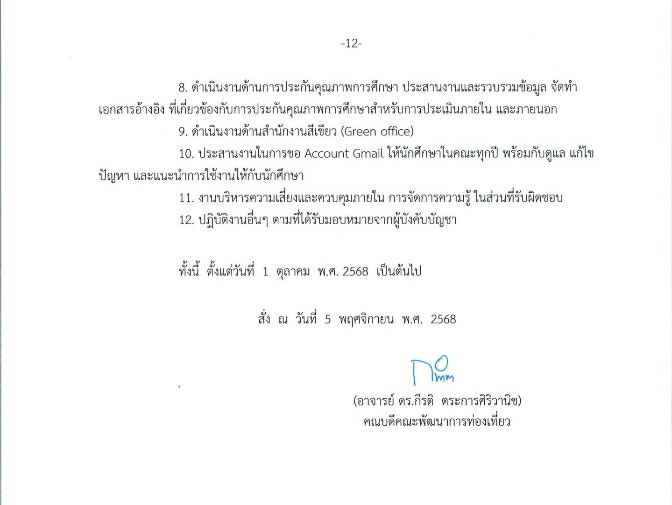 -12-
8. ดำเนินงานด้านการประกันคุณภาพการศึกษา ประสานงานและรวบรวมข้อมูล จัดทำ
เอกสารอ้างอิง ที่เกี่ยวข้องกับการประกันคุณภาพการศึกษาสำหรับการประเมินภายใน และภายนอก
9. ดำเนินงานด้านสำนักงานสีเขียว (Green office)
10. ประสานงานในการขอ Account Gmail ให้นักศึกษาในคณะทุกปี พร้อมกับดูแล แก้ไข
ปัญหา และแนะนำการใช้งานให้กับนักศึกษา
11. งานบริหารความเสี่ยงและควบคุมภายใน การจัดการความรู้ ในส่วนที่รับผิดชอบ
12. ปฏิบัติงานอื่นๆ ตามที่ได้รับมอบหมายจากผู้บังคับบัญชา
ทั้งนี้ ตั้งแต่วันที่ 1 ตุลาคม พ.ศ. 2568 เป็นต้นไป
สั่ง ณ วันที่ 5 พฤศจิกายน พ.ศ. 2568
(อาจารย์ ดร.กีรติ ตระการศิริวานิช)
คณบดีคณะพัฒนาการท่องเที่ยว